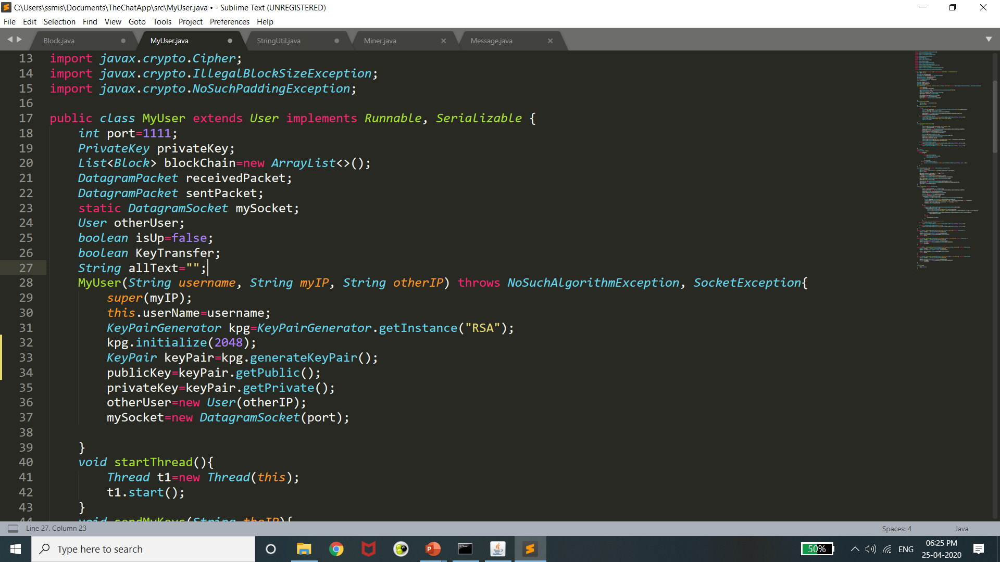 C:\Users\ssmis\Documents\TheChatApp\src\MyUser.java • - Sublime Text (UNREGISTERED)
File Edit Selection Find View Goto Tools Project Preferences Help
Block.java MyUser.java StringUtil.java Miner.java Message.java
13 import javax.crypto.Cipher;
14 import javax.crypto.IllegalBlockSizeException;
15 import javax.crypto.NoSuchPaddingException;
16
17 public class MyUser extends User implements Runnable, Serializable {
18 int port=1111;
19 PrivateKey privateKey;
20 List<Block> blockChain=new ArrayList<>();
21 DatagramPacket receivedPacket;
22 DatagramPacket sentPacket;
23 static DatagramSocket mySocket;
24 User otherUser;
25 boolean isUp=false;
26 boolean KeyTransfer;
27 String allText="";
28 MyUser(String username, String myIP, String otherIP) throws NoSuchAlgorithmException, SocketException{
29 super(myIP);
30 this.userName=username;
31 KeyPairGenerator kpg=KeyPairGenerator.getInstance("RSA");
32 kpg.initialize(2048);
33 KeyPair keyPair=kpg.generateKeyPair();
34 publicKey=keyPair.getPublic();
35 privateKey=keyPair.getPrivate();
36 otherUser=new User(otherIP);
37 mySocket=new DatagramSocket(port);
38
39 }
40 void startThread(){
41 Thread t1=new Thread(this);
42 t1.start();
43 }
44 void sendMyKeys(String theIP){
Line 27, Column 23 Spaces: 4 Java
Type here to search 50% ENG 06:25 PM
25-04-2020